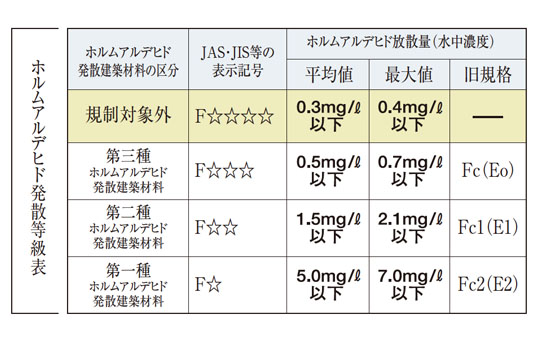 ホルムアルデヒド発散等級表
ホルムアルデヒド
発散建築材料の区分
JAS・JIS等の
表示記号
ホルムアルデヒド放散量(水中濃度)
平均値
最大値
旧規格
規制対象外
F☆☆☆☆
0.3mg/ℓ
以下
0.4mg/ℓ
以下
—
第三種
ホルムアルデヒド
発散建築材料
F☆☆☆
0.5mg/ℓ
以下
0.7mg/ℓ
以下
Fc(Eo)
第二種
ホルムアルデヒド
発散建築材料
F☆☆
1.5mg/ℓ
以下
2.1mg/ℓ
以下
Fc1(E1)
第一種
ホルムアルデヒド
発散建築材料
F☆
5.0mg/ℓ
以下
7.0mg/ℓ
以下
Fc2(E2)